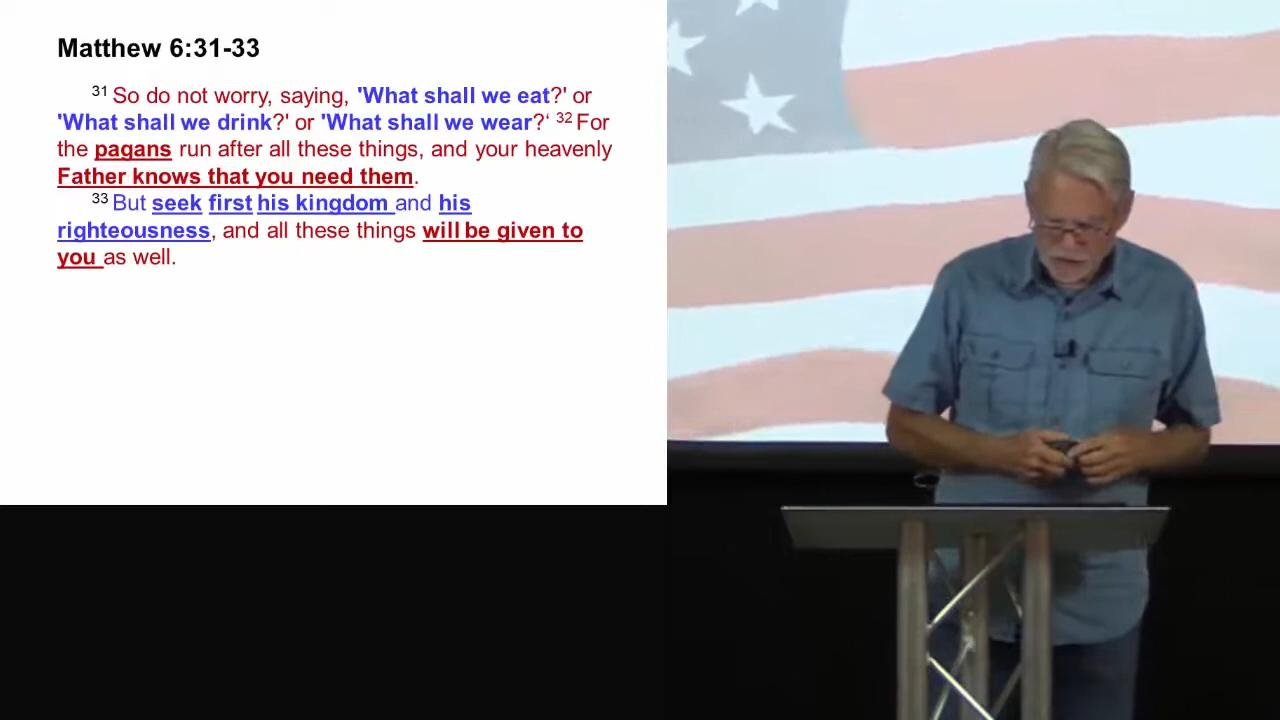 Matthew 6:31-33
31 So do not worry, saying, 'What shall we eat?' or
'What shall we drink?' or 'What shall we wear?‘ 32 For
the pagans run after all these things, and your heavenly
Father knows that you need them.
33 But seek first his kingdom and his
righteousness, and all these things will be given to
you as well.